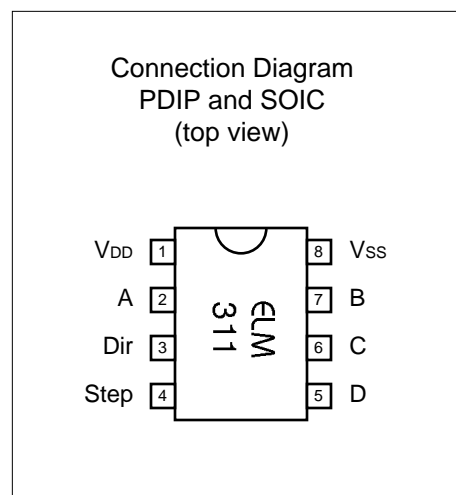 Connection Diagram
PDIP and SOIC
(top view)
VDD 1 8 VSS
A 2 7 B
Dir 3 6 C
Step 4 5 D
ELM
311